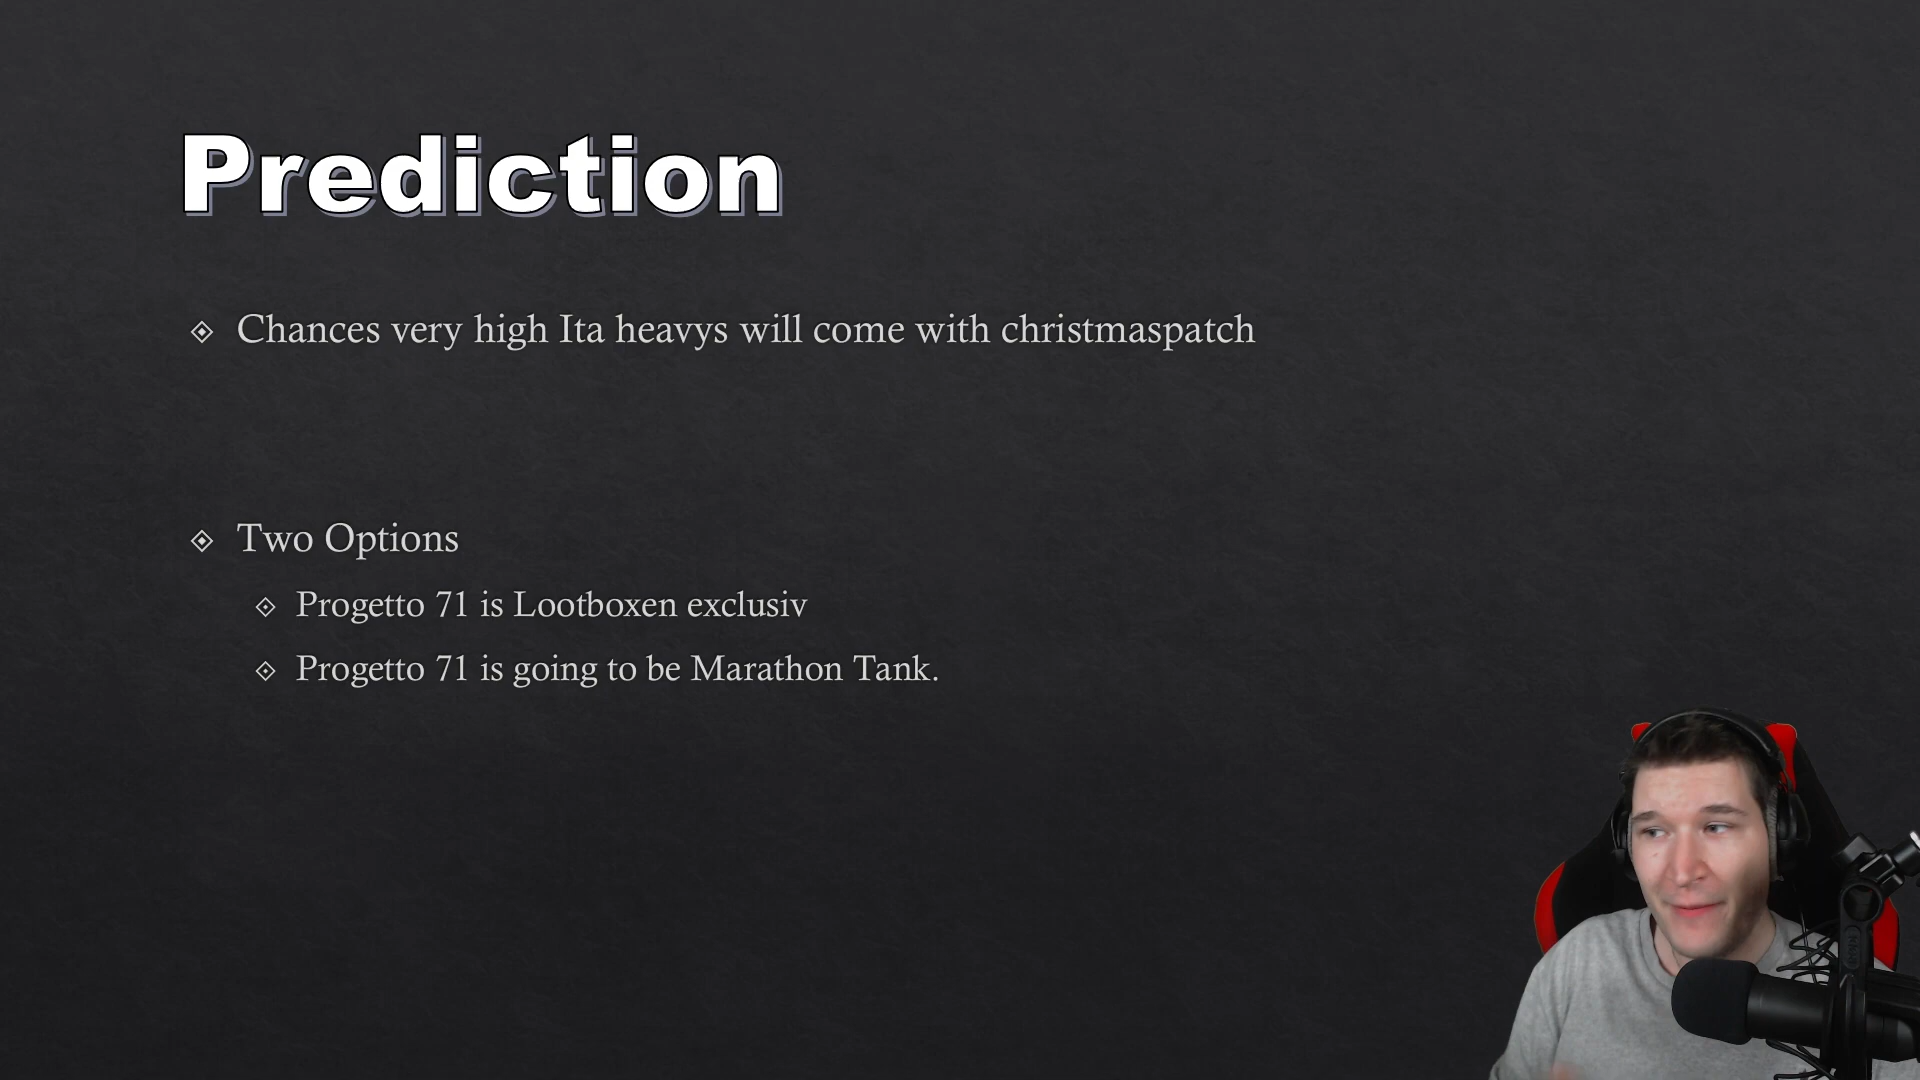 Prediction
Chances very high Ita heavys will come with christmaspatch
Two Options
Progetto 71 is Lootboxen exclusiv
Progetto 71 is going to be Marathon Tank.